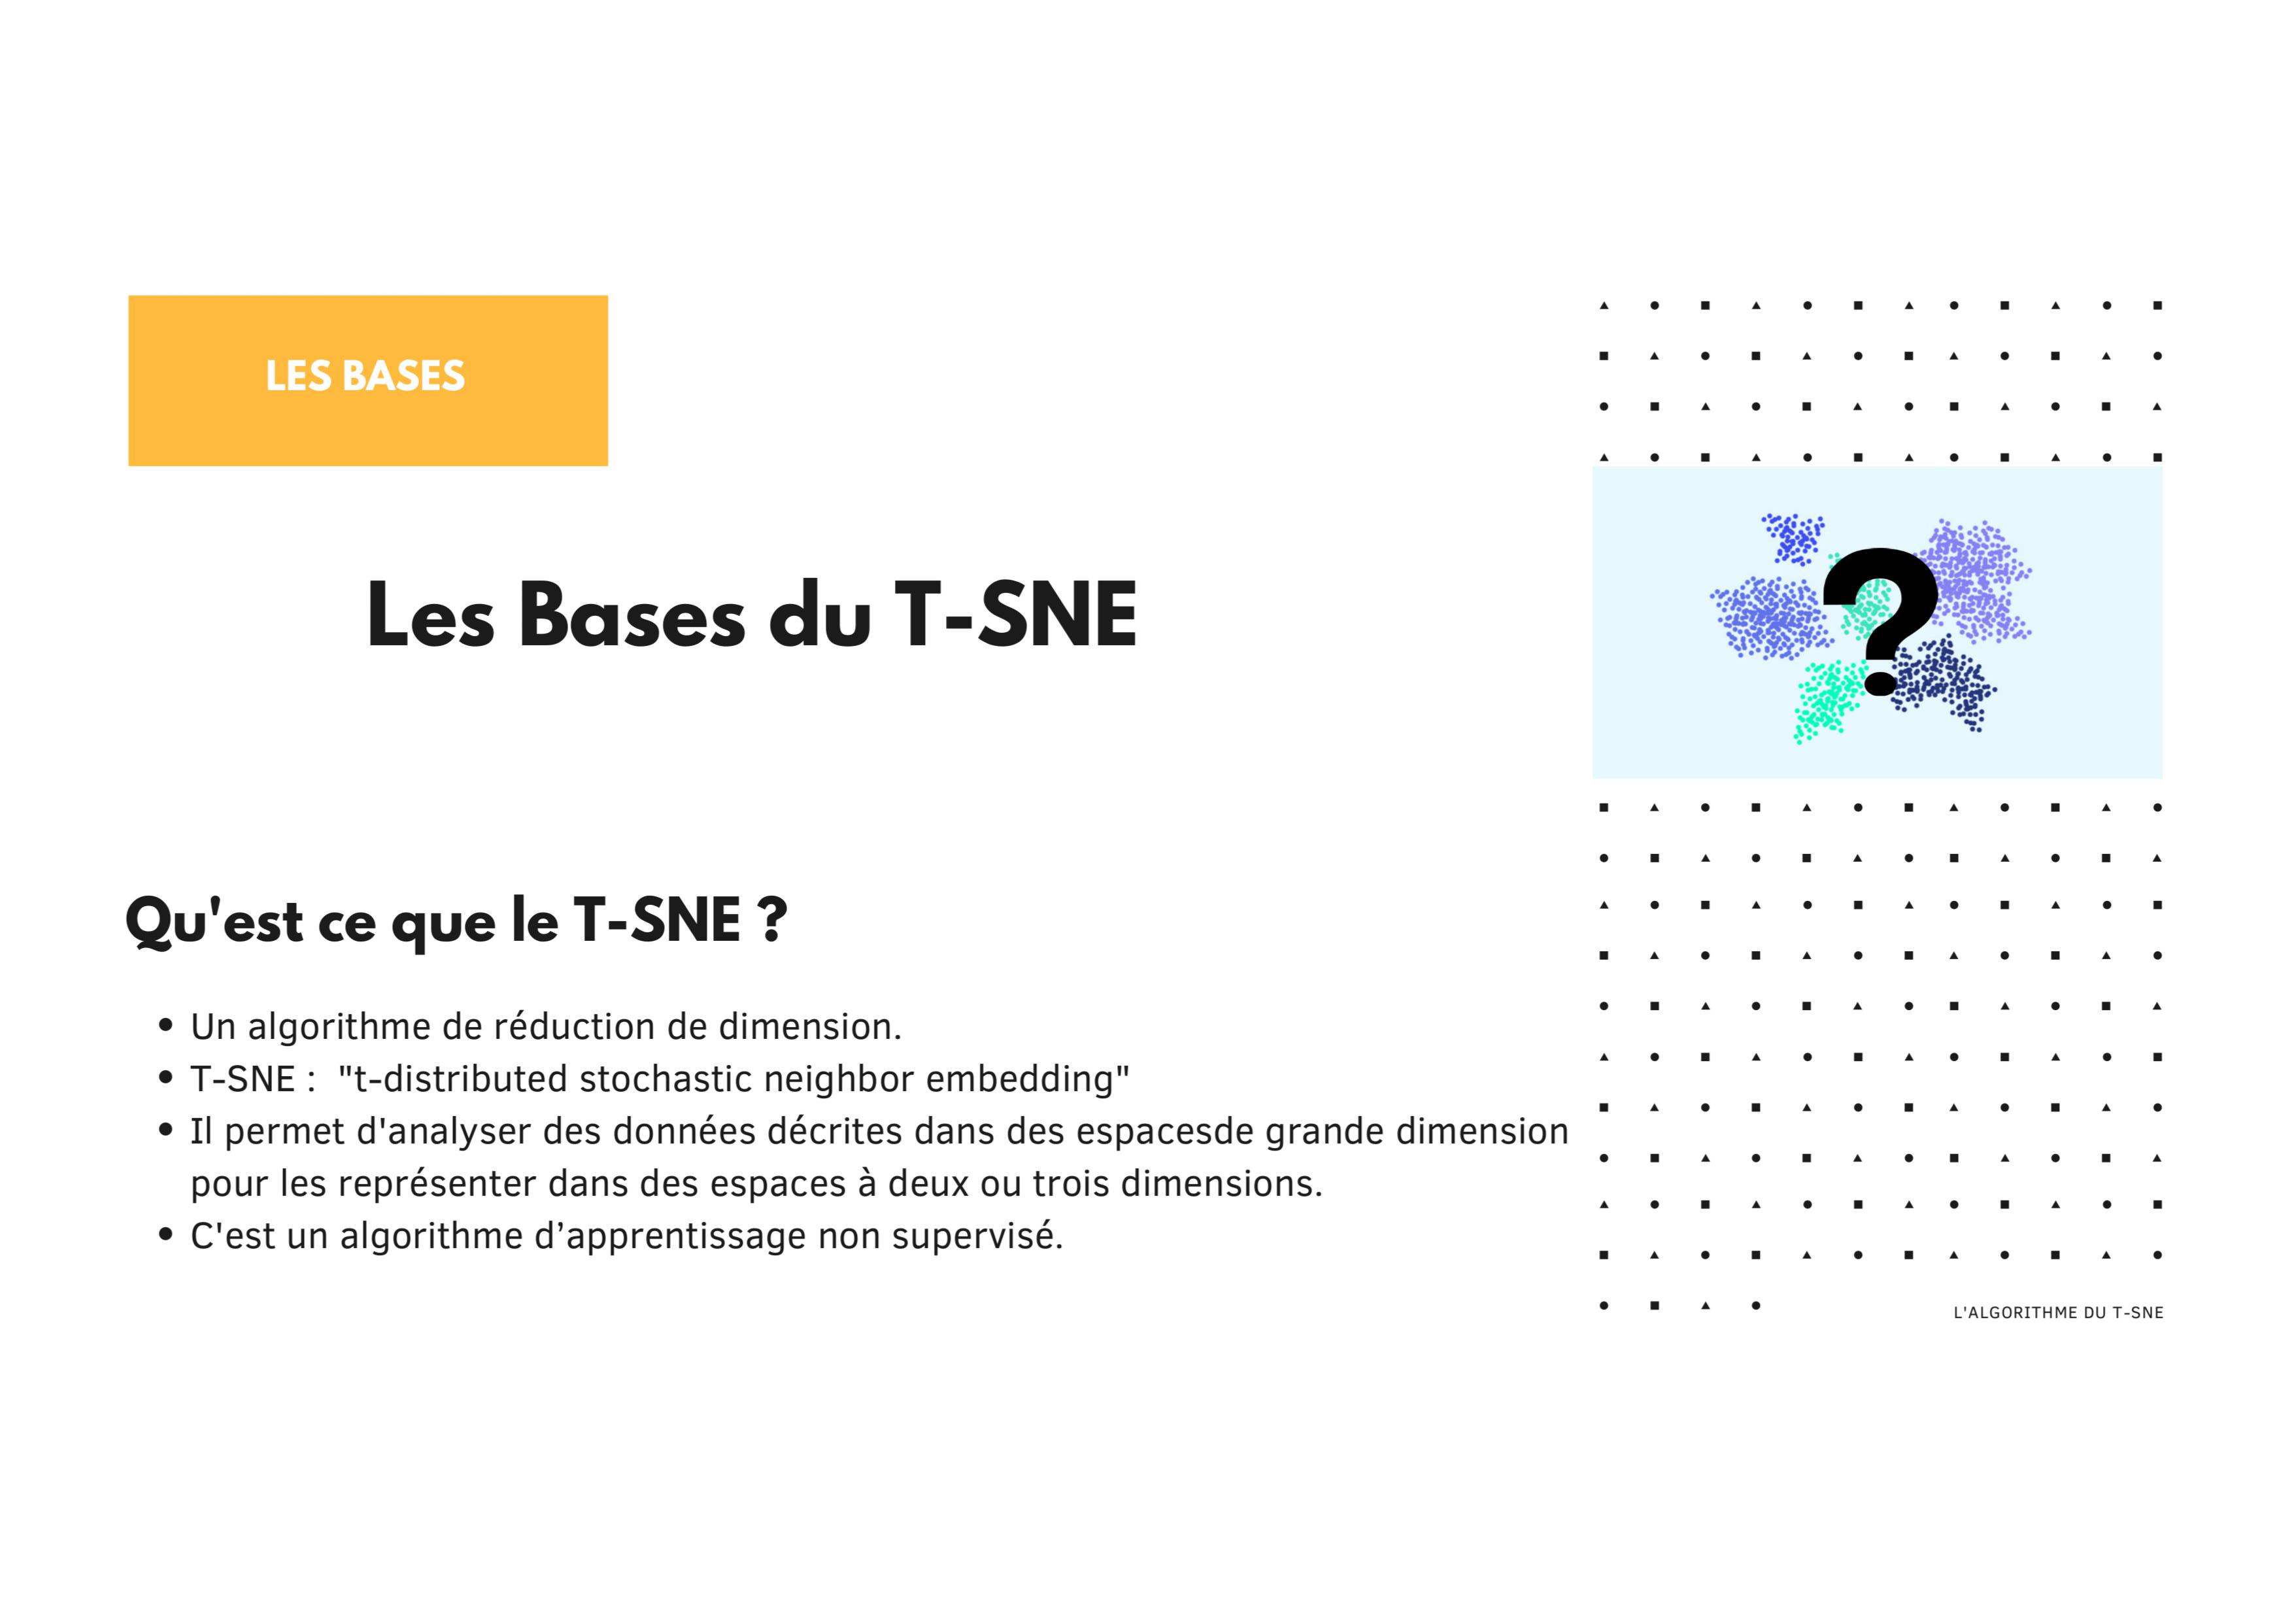 LES BASES
Les Bases du T-SNE
?
Qu'est ce que le T-SNE ?
• Un algorithme de réduction de dimension.
• T-SNE :  "t-distributed stochastic neighbor embedding"
• Il permet d'analyser des données décrites dans des espacesde grande dimension
pour les représenter dans des espaces à deux ou trois dimensions.
• C'est un algorithme d’apprentissage non supervisé.
L'ALGORITHME DU T-SNE